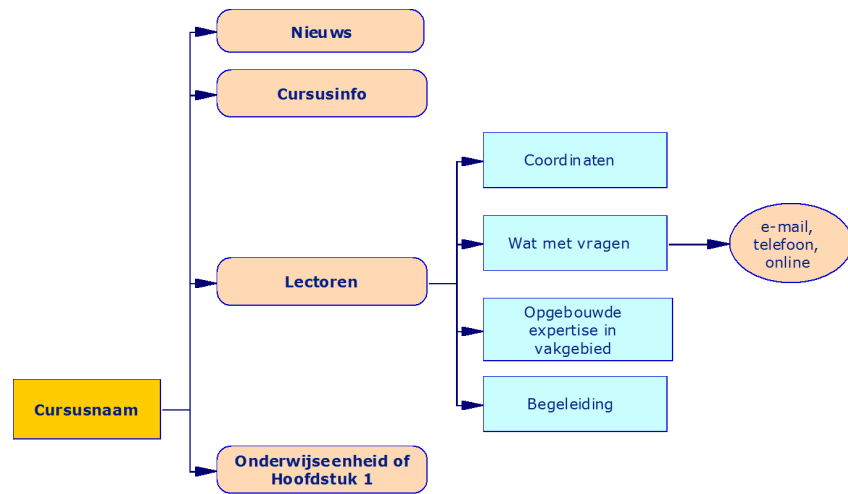 Nieuws
Cursusinfo
Coordinaten
Wat met vragen
e-mail,
telefoon,
online
Lectoren
Opgebouwde
expertise in
vakgebied
Begeleiding
Cursusnaam
Onderwijseenheid of
Hoofdstuk 1